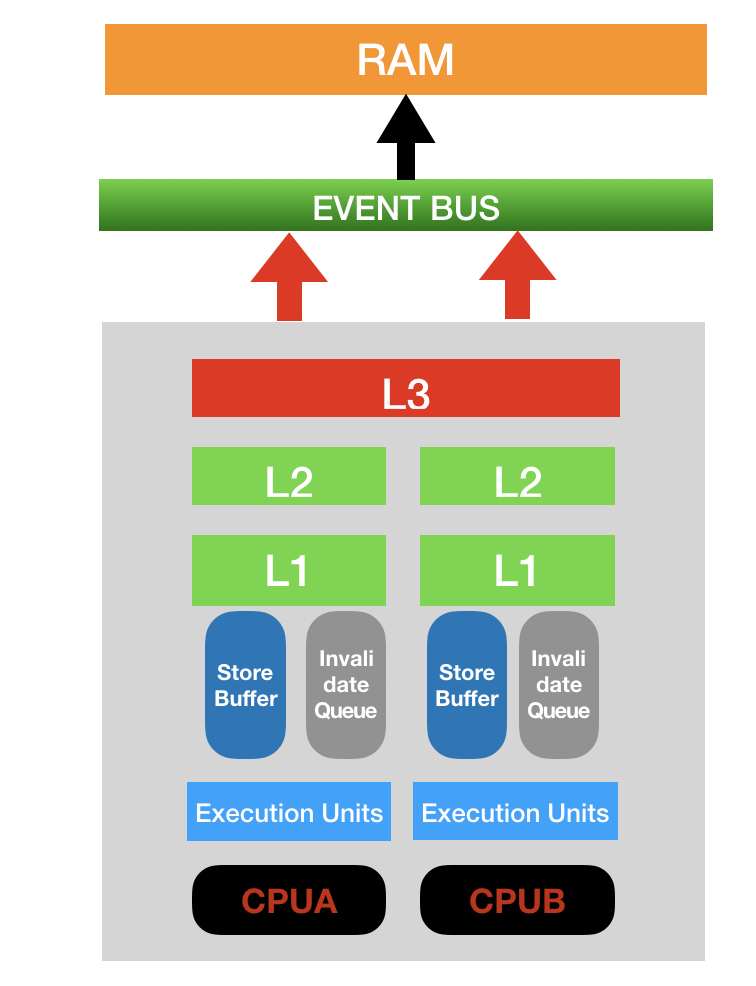 RAM
EVENT BUS
L3
L2
L2
L1
L1
Store
Buffer
Invali
date
Queue
Store
Buffer
Invali
date
Queue
Execution Units
Execution Units
CPUA
CPUB